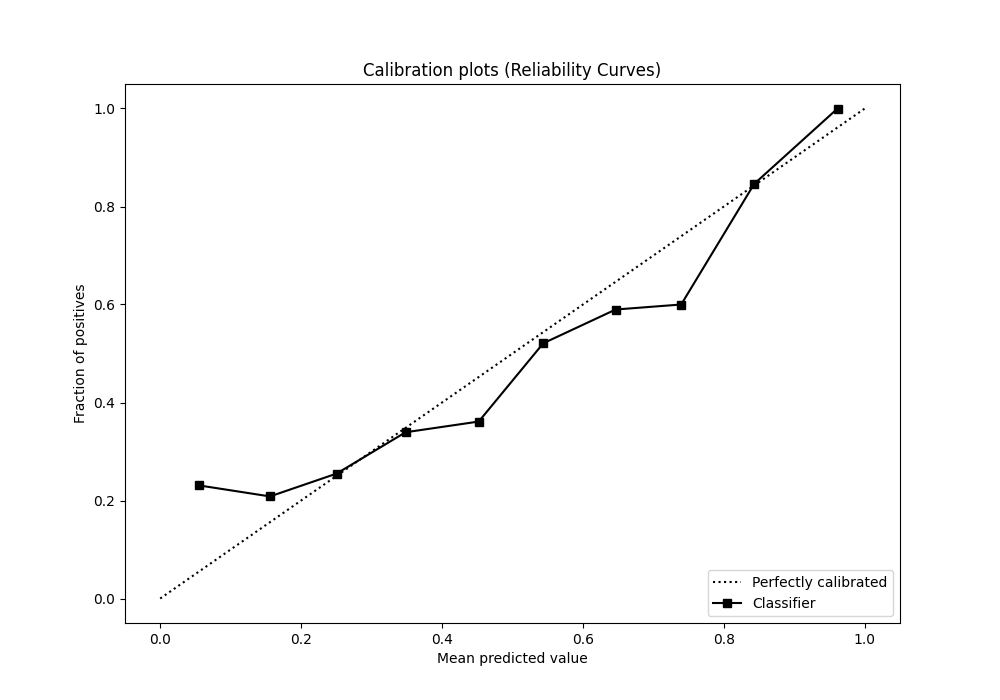 Calibration plots (Reliability Curves)
1.0
0.8
0.6
0.4
0.2
0.0
Fraction of positives
Perfectly calibrated
Classifier
0.0 0.2 0.4 0.6 0.8 1.0
Mean predicted value